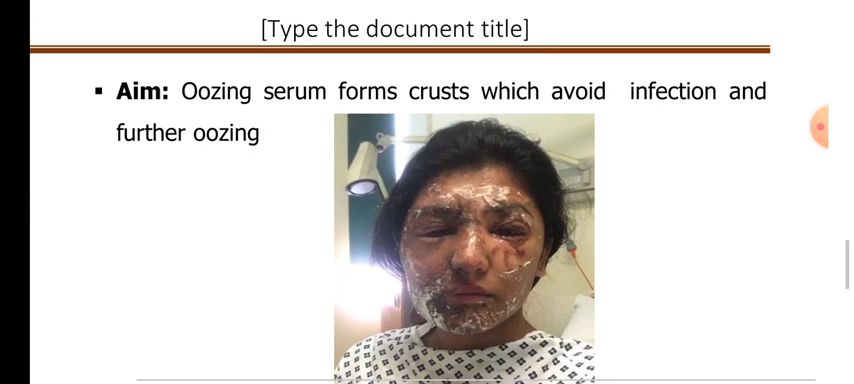 [Type the document title]
▪ Aim: Oozing serum forms crusts which avoid infection and
further oozing